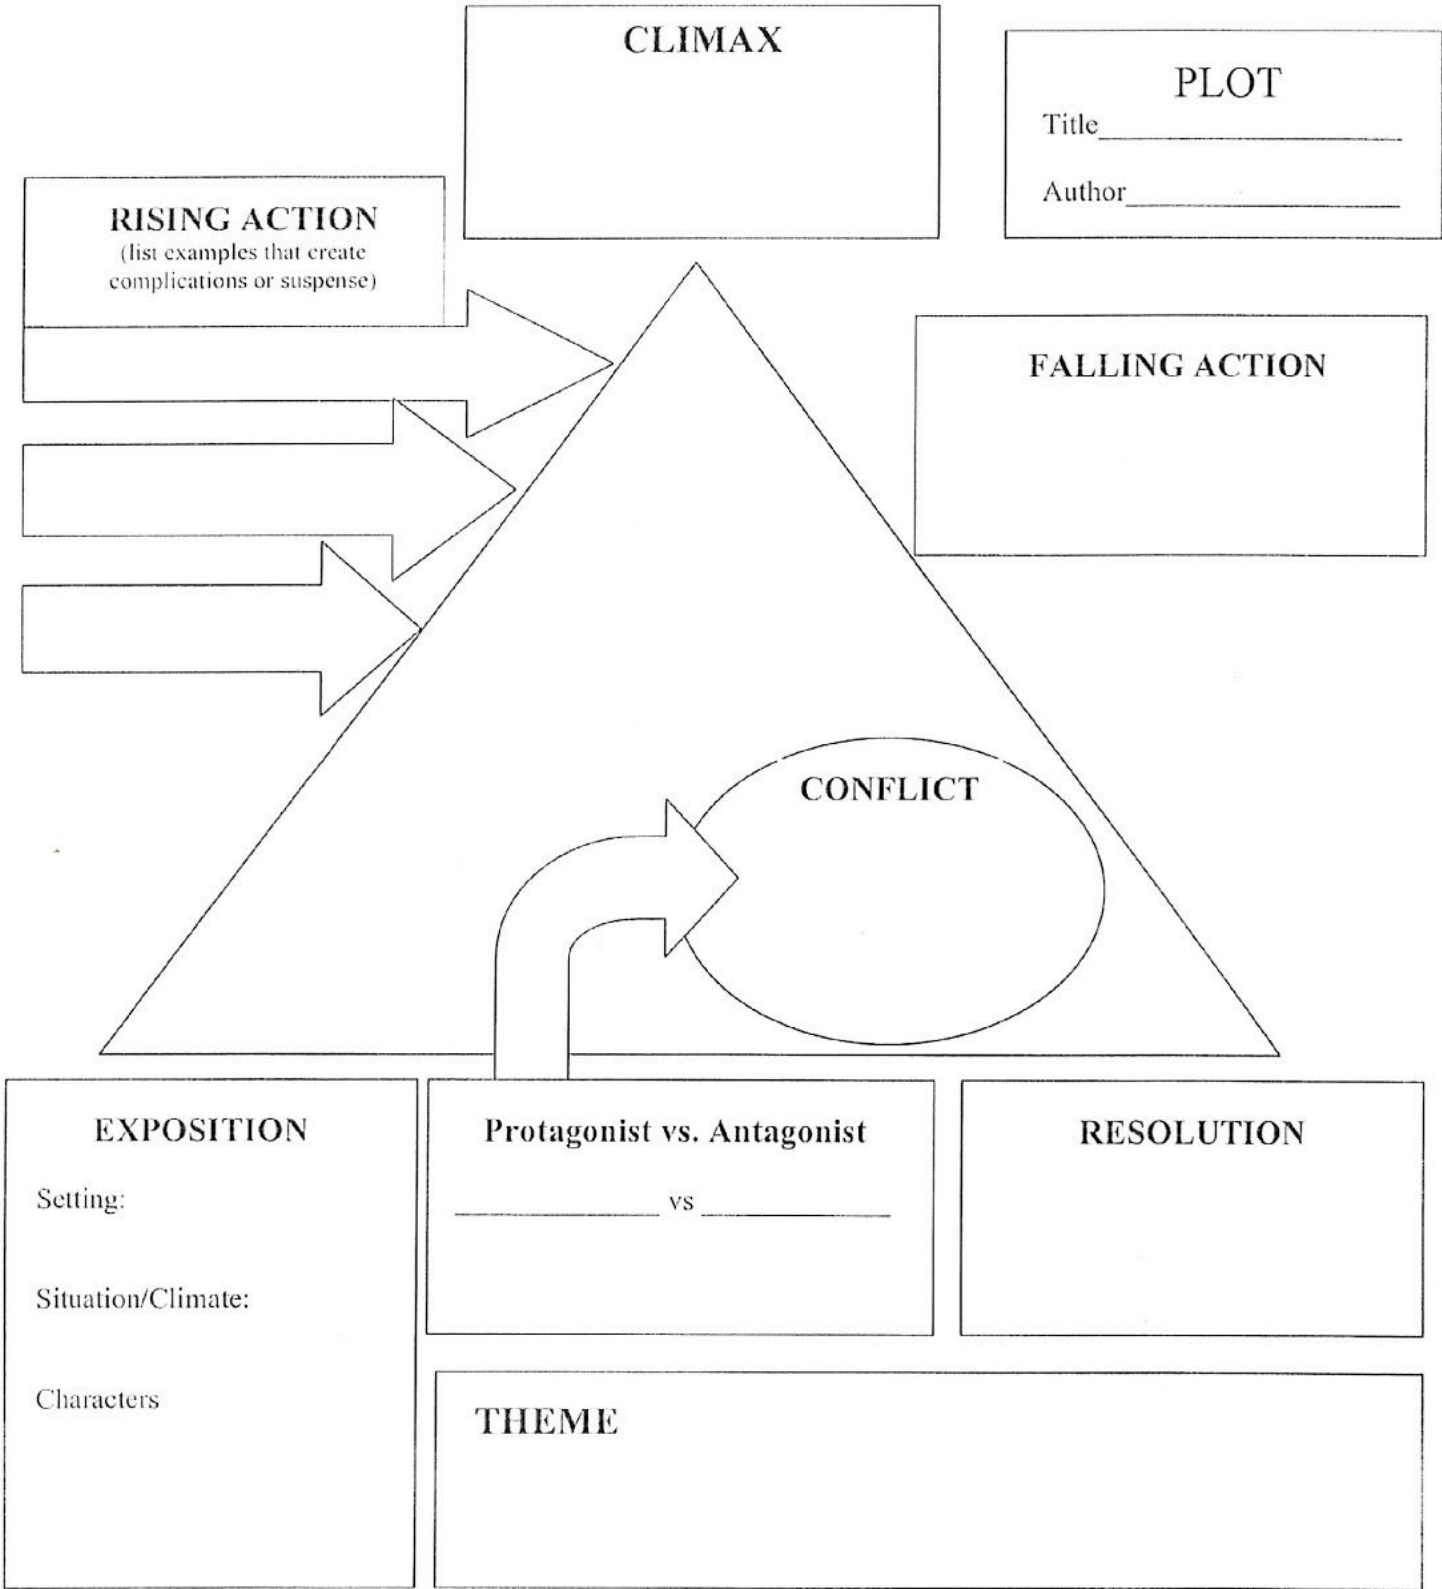 CLIMAX
PLOT
Title
Author
RISING ACTION
(list examples that create
complications or suspense)
FALLING ACTION
CONFLICT
EXPOSITION
Setting:
Situation/Climate:
Characters
Protagonist vs. Antagonist
vs
RESOLUTION
THEME